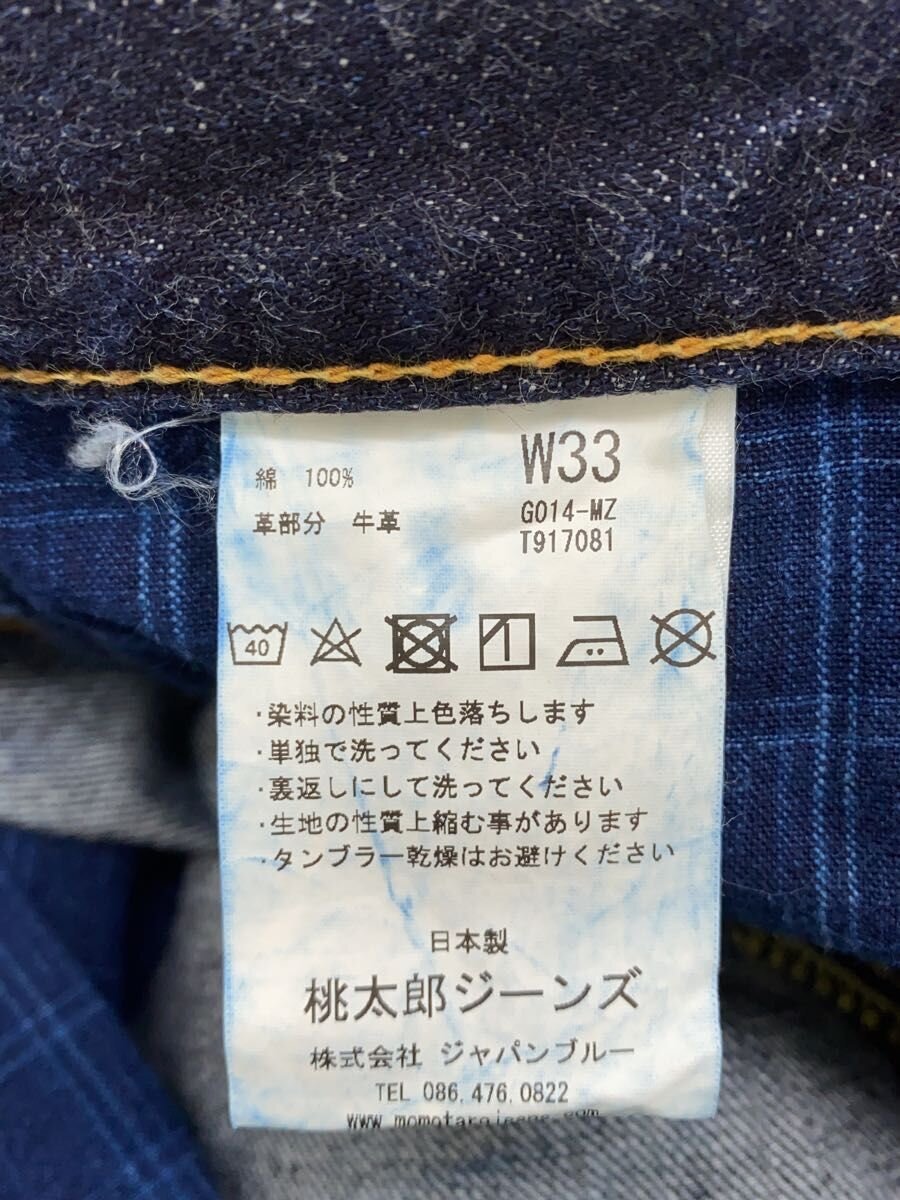 綿 100%
W33
革部分 牛革
G014-MZ
T917081
40
・染料の性質上色落ちします
・単独で洗ってください
・裏返しにして洗ってください
・生地の性質上縮む事があります
・タンブラー乾燥はお避けください
日本製
桃太郎ジーンズ
株式会社 ジャパンブルー
TEL 086.476.0822
www.momotarojeans.com